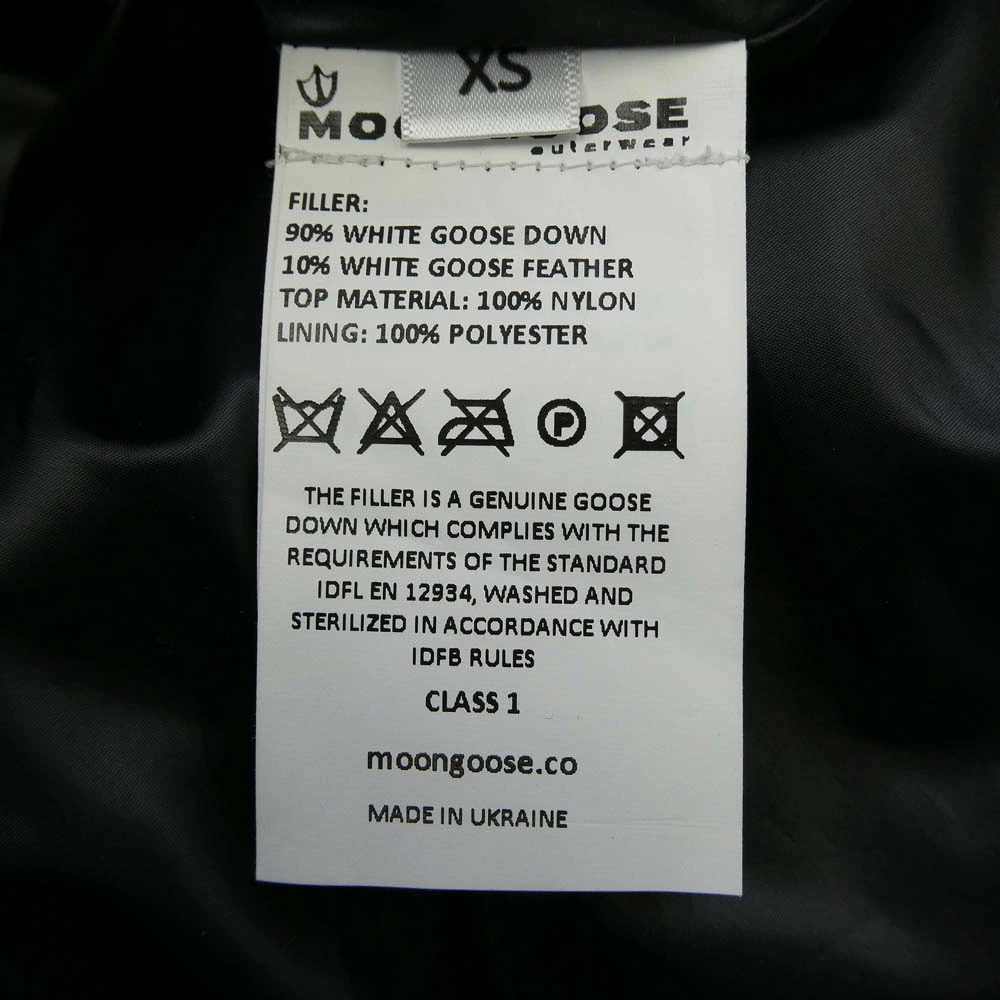 XS
MOONGOOSE
outerwear
FILLER:
90% WHITE GOOSE DOWN
10% WHITE GOOSE FEATHER
TOP MATERIAL: 100% NYLON
LINING: 100% POLYESTER
P
THE FILLER IS A GENUINE GOOSE
DOWN WHICH COMPLIES WITH THE
REQUIREMENTS OF THE STANDARD
IDFL EN 12934, WASHED AND
STERILIZED IN ACCORDANCE WITH
IDFB RULES
CLASS 1
moongoose.co
MADE IN UKRAINE